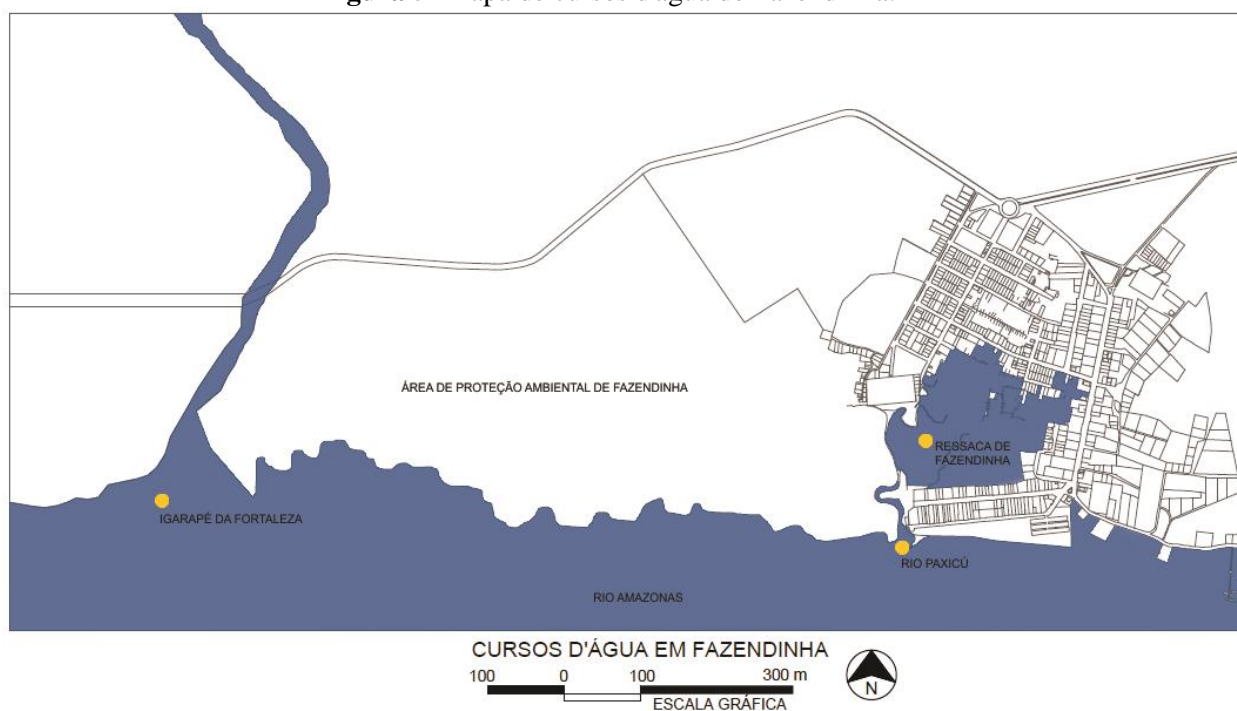 ÁREA DE PROTEÇÃO AMBIENTAL DE FAZENDINHA
RESSACA DE
FAZENDINHA
IGARAPÉ DA FORTALEZA
RIO PAXICÚ
RIO AMAZONAS
CURSOS D'ÁGUA EM FAZENDINHA
100 0 100 300 m
ESCALA GRÁFICA
N